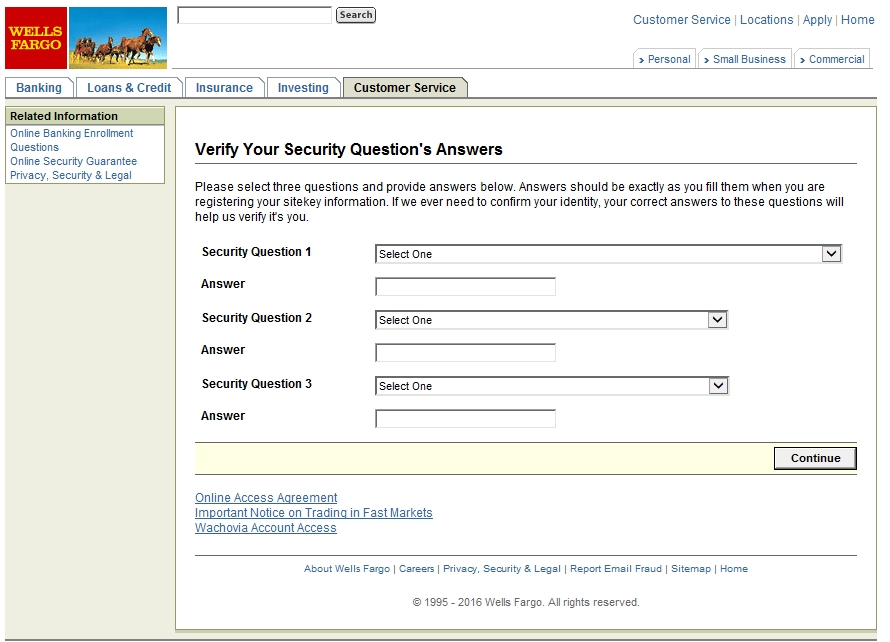 WELLS
FARGO
Search
Customer Service | Locations | Apply | Home
Personal
Small Business
Commercial
Banking
Loans & Credit
Insurance
Investing
Customer Service
Related Information
Online Banking Enrollment
Questions
Online Security Guarantee
Privacy, Security & Legal
Verify Your Security Question's Answers
Please select three questions and provide answers below. Answers should be exactly as you fill them when you are
registering your sitekey information. If we ever need to confirm your identity, your correct answers to these questions will
help us verify it's you.
Security Question 1
Select One
Answer
Security Question 2
Select One
Answer
Security Question 3
Select One
Answer
Continue
Online Access Agreement
Important Notice on Trading in Fast Markets
Wachovia Account Access
About Wells Fargo | Careers | Privacy, Security & Legal | Report Email Fraud | Sitemap | Home
© 1995 - 2016 Wells Fargo. All rights reserved.